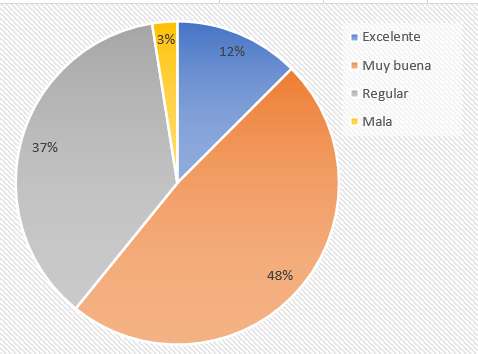 3%
12%
37%
48%
Excelente
Muy buena
Regular
Mala